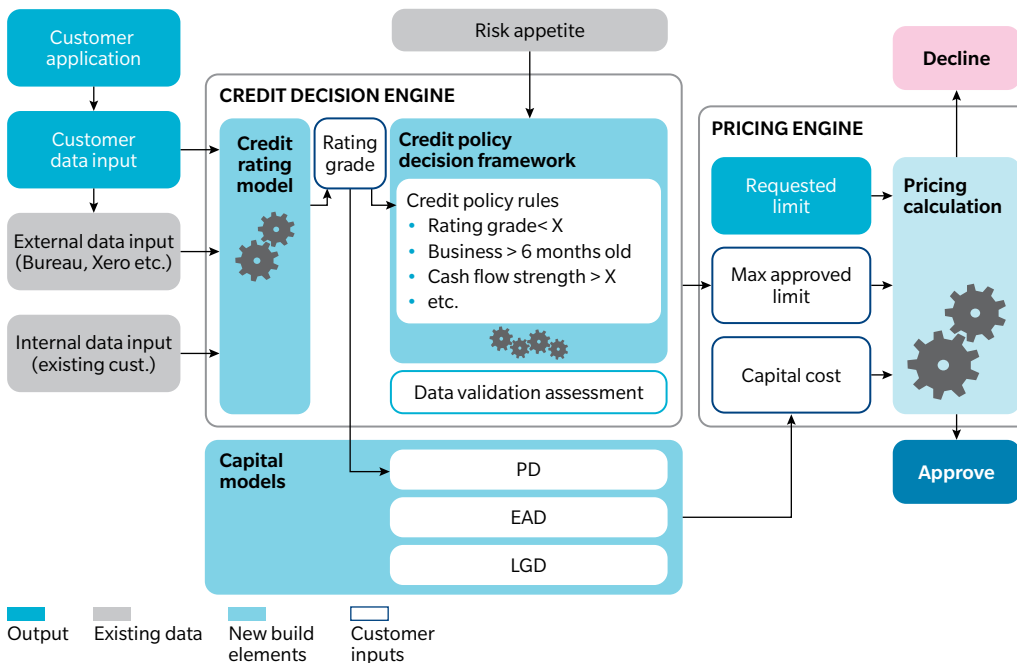 Customer
application
Customer
data input
External data input
(Bureau, Xero etc.)
Internal data input
(existing cust.)
Risk appetite
CREDIT DECISION ENGINE
Credit
rating
model
Rating
grade
Credit policy
decision framework
Credit policy rules
• Rating grade< X
• Business > 6 months old
• Cash flow strength > X
• etc.
Data validation assessment
Capital
models
PD
EAD
LGD
PRICING ENGINE
Requested
limit
Max approved
limit
Capital cost
Pricing
calculation
Decline
Approve
Output
Existing data
New build
elements
Customer
inputs